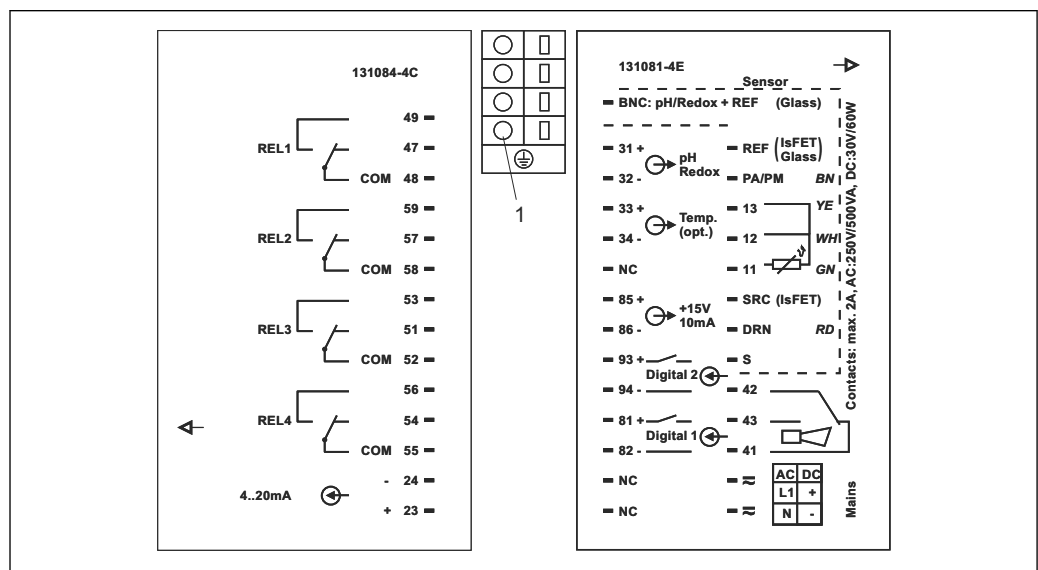 131084-4C
49
REL1 47
COM 48
59
REL2 57
COM 58
53
REL3 51
COM 52
56
REL4 54
COM 55
- 24
4..20mA
+ 23
1
131081-4E
Sensor
BNC: pH/Redox + REF (Glass)
31 +
pH
Redox
32 -
33 +
Temp.
(opt.)
34 -
NC
85 +
+15V
10mA
86 -
93 +
Digital 2
94 -
81 +
Digital 1
82 -
NC
NC
REF (IsFET
Glass)
PA/PM BN
13 YE
12 WH
11 GN
SRC (IsFET)
DRN RD
S
42
43
41
AC DC
L1 +
N -
≂
≂
Contacts: max. 2A, AC:250V/500VA, DC:30V/60W
Mains